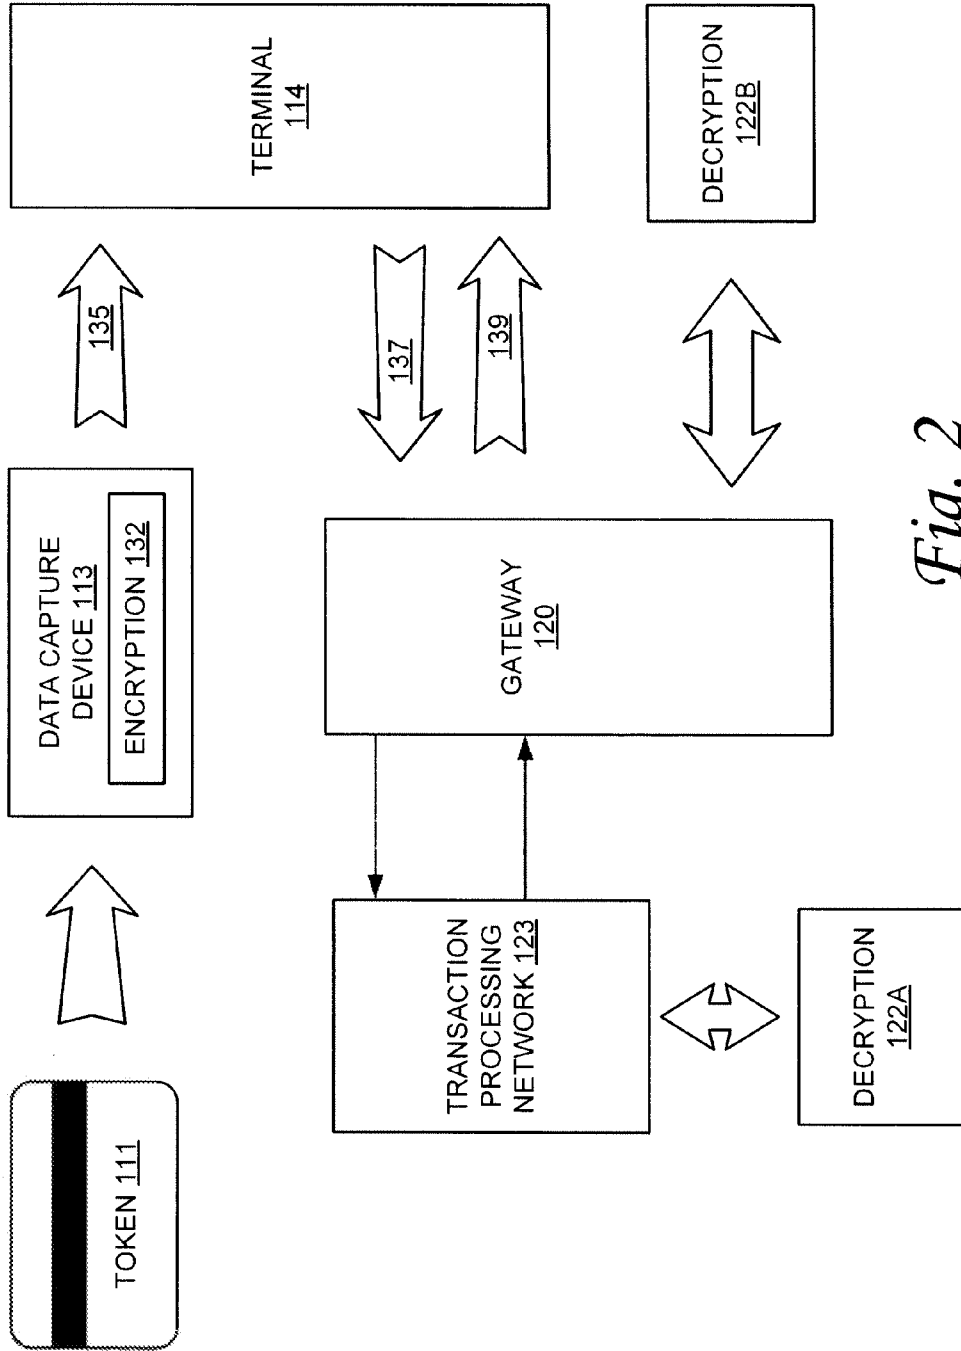 TOKEN 111
DATA CAPTURE
DEVICE 113
ENCRYPTION 132
135
TERMINAL
114
137
139
TRANSACTION
PROCESSING
NETWORK 123
GATEWAY
120
DECRYPTION
122A
DECRYPTION
122B
Fig. 2